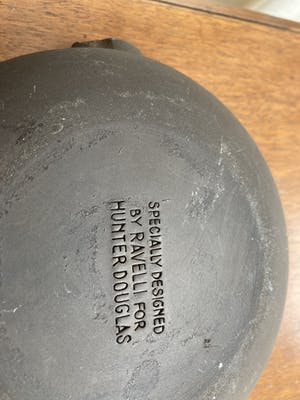 SPECIALLY DESIGNED
BY RAVELLI FOR
HUNTER DOUGLAS